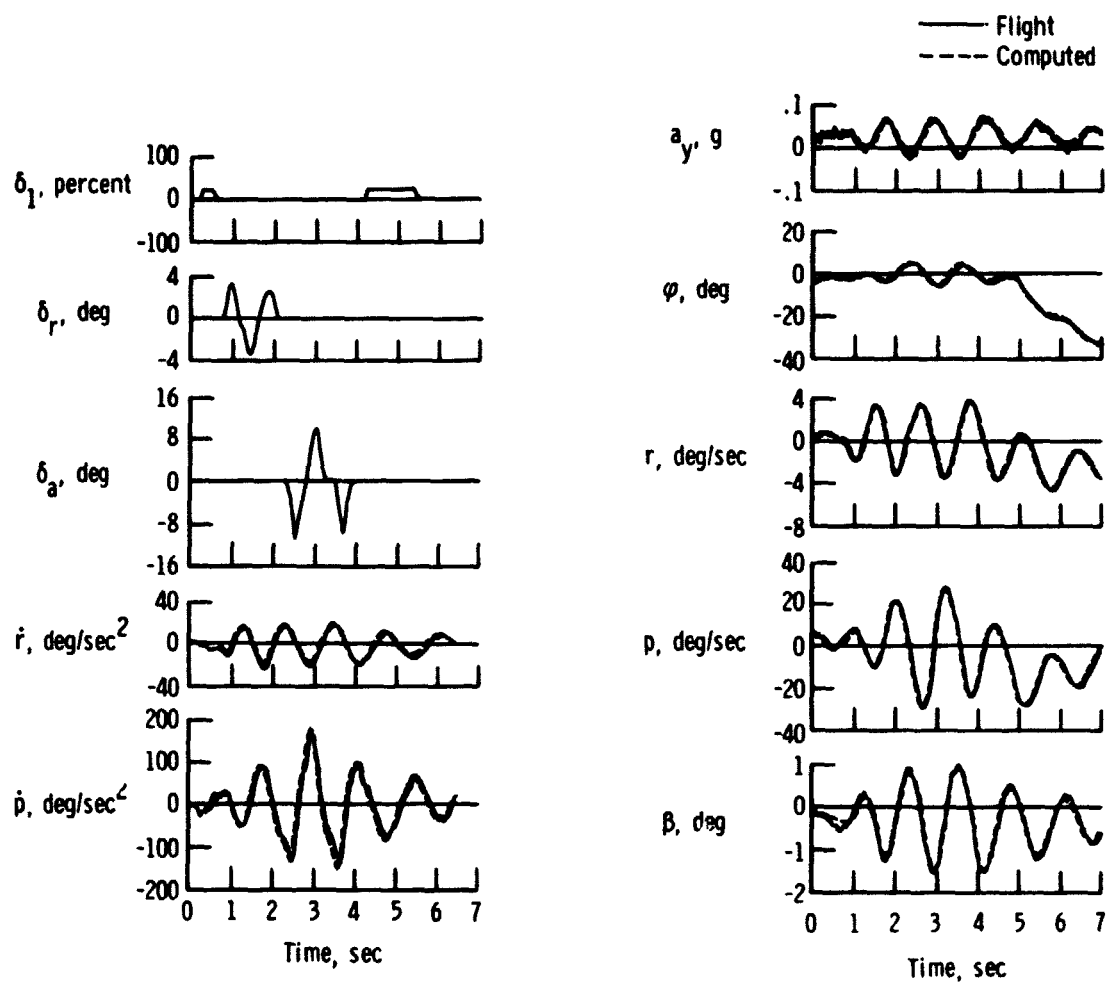 Flight
Computed
100
δ1, percent
0
-100
4
δr, deg
0
-4
16
8
δa, deg
0
-8
-16
40
ṙ, deg/sec2
0
-40
200
100
ṗ, deg/sec2
0
-100
-200
0 1 2 3 4 5 6 7
Time, sec
.1
ay, g
0
-.1
20
0
φ, deg
-20
-40
4
0
r, deg/sec
-4
-8
40
20
p, deg/sec
0
-20
-40
1
0
β, deg
-1
-2
0 1 2 3 4 5 6 7
Time, sec